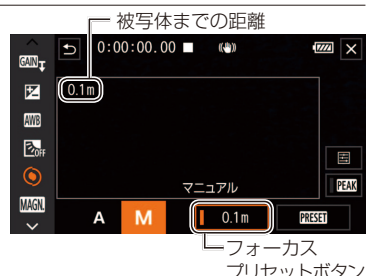 被写体までの距離
0:00:00.00
GAIN
0.1m
AWB
OFF
マニュアル
PEAK
MAGN.
A M 0.1m PRESET
フォーカス
プリセットボタン